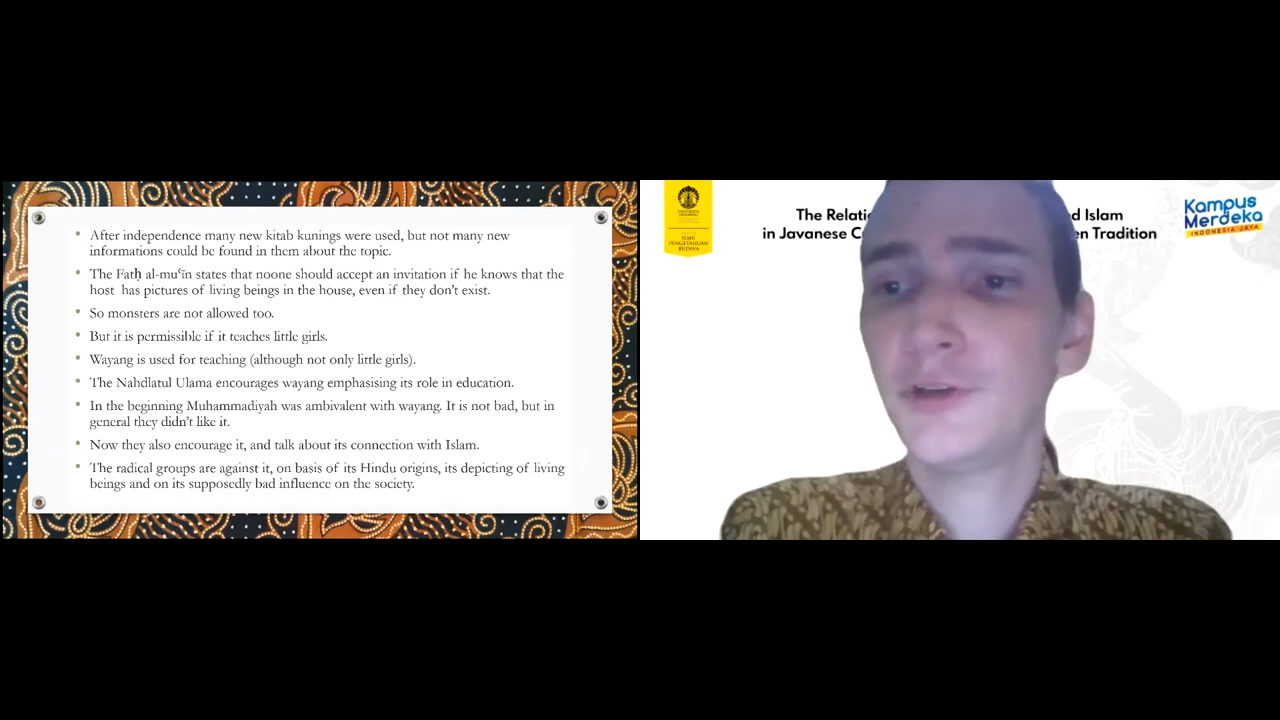 After independence many new kitab kunings were used, but not many new
informations could be found in them about the topic.
The Fatḥ al-muʿīn states that noone should accept an invitation if he knows that the
host has pictures of living beings in the house, even if they don't exist.
So monsters are not allowed too.
But it is permissible if it teaches little girls.
Wayang is used for teaching (although not only little girls).
The Nahdlatul Ulama encourages wayang emphasising its role in education.
In the beginning Muhammadiyah was ambivalent with wayang. It is not bad, but in
general they didn't like it.
Now they also encourage it, and talk about its connection with Islam.
The radical groups are against it, on basis of its Hindu origins, its depicting of living
beings and on its supposedly bad influence on the society.
ILMU
PENGETAHUAN
BUDAYA
The Relatio d Islam
in Javanese C en Tradition
Kampus
Merdeka
INDONESIA JAYA